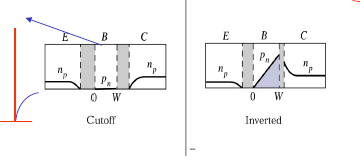 E B C
n_p p_n n_p
0 W
Cutoff
E B C
n_p p_n n_p
0 W
Inverted